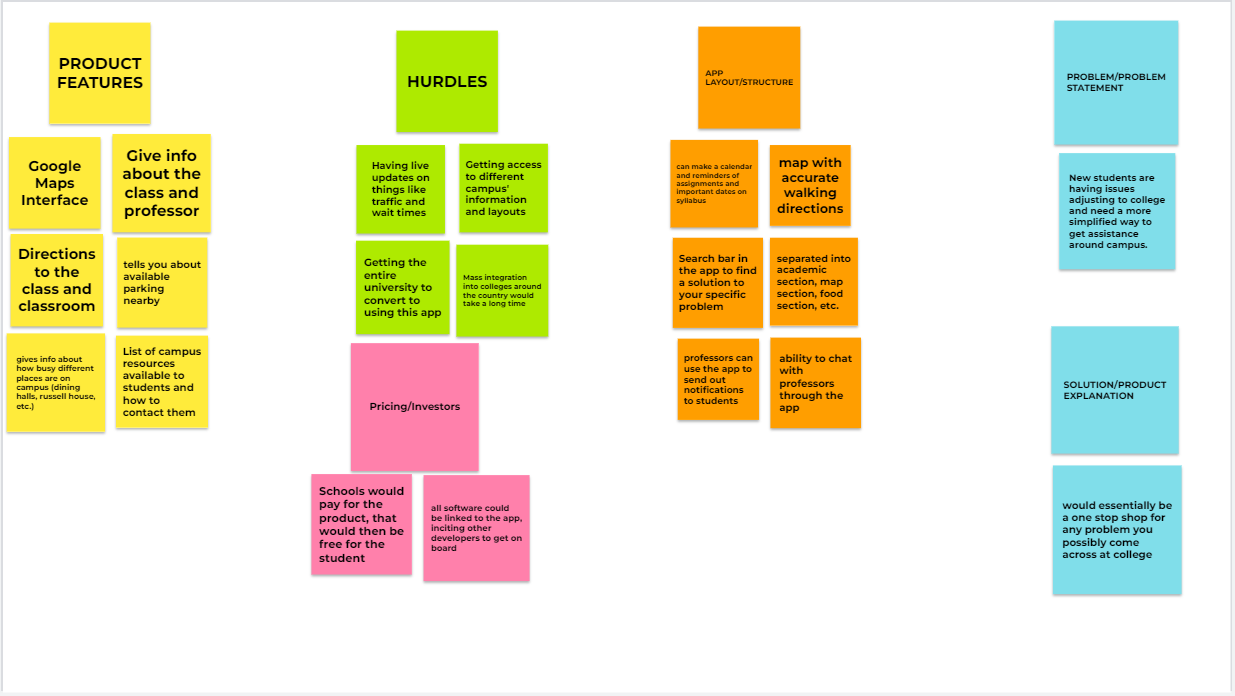 PRODUCT
FEATURES
Google
Maps
Interface
Give info
about the
class and
professor
Directions
to the
class and
classroom
tells you about
available
parking
nearby
gives info about
how busy different
places are on
campus (dining
halls, russell house,
etc.)
List of campus
resources
available to
students and
how to
contact them
HURDLES
Having live
updates on
things like
traffic and
wait times
Getting access
to different
campus'
information
and layouts
Getting the
entire
university to
convert to
using this app
Mass integration
into colleges around
the country would
take a long time
Pricing/Investors
Schools would
pay for the
product, that
would then be
free for the
student
all software could
be linked to the app,
inciting other
developers to get on
board
APP
LAYOUT/STRUCTURE
can make a calendar
and reminders of
assignments and
important dates on
syllabus
map with
accurate
walking
directions
Search bar in
the app to find
a solution to
your specific
problem
separated into
academic
section, map
section, food
section, etc.
professors can
use the app to
send out
notifications
to students
ability to chat
with
professors
through the
app
PROBLEM/PROBLEM
STATEMENT
New students are
having issues
adjusting to college
and need a more
simplified way to
get assistance
around campus.
SOLUTION/PRODUCT
EXPLANATION
would essentially be
a one stop shop for
any problem you
possibly come
across at college